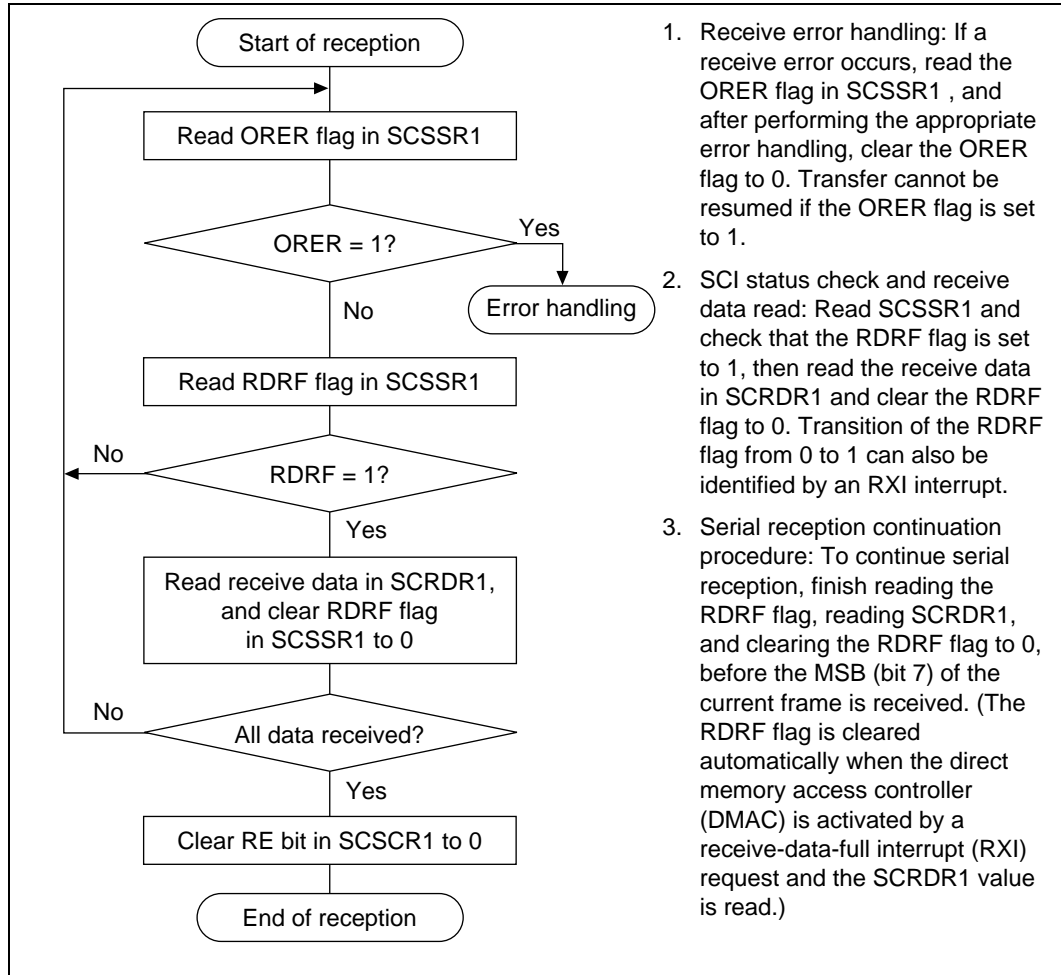 Start of reception
Read ORER flag in SCSSR1
ORER = 1?
Yes
Error handling
No
Read RDRF flag in SCSSR1
No
RDRF = 1?
Yes
Read receive data in SCRDR1,
and clear RDRF flag
in SCSSR1 to 0
No
All data received?
Yes
Clear RE bit in SCSCR1 to 0
End of reception
1. Receive error handling: If a
receive error occurs, read the
ORER flag in SCSSR1 , and
after performing the appropriate
error handling, clear the ORER
flag to 0. Transfer cannot be
resumed if the ORER flag is set
to 1.
2. SCI status check and receive
data read: Read SCSSR1 and
check that the RDRF flag is set
to 1, then read the receive data
in SCRDR1 and clear the RDRF
flag to 0. Transition of the RDRF
flag from 0 to 1 can also be
identified by an RXI interrupt.
3. Serial reception continuation
procedure: To continue serial
reception, finish reading the
RDRF flag, reading SCRDR1,
and clearing the RDRF flag to 0,
before the MSB (bit 7) of the
current frame is received. (The
RDRF flag is cleared
automatically when the direct
memory access controller
(DMAC) is activated by a
receive-data-full interrupt (RXI)
request and the SCRDR1 value
is read.)